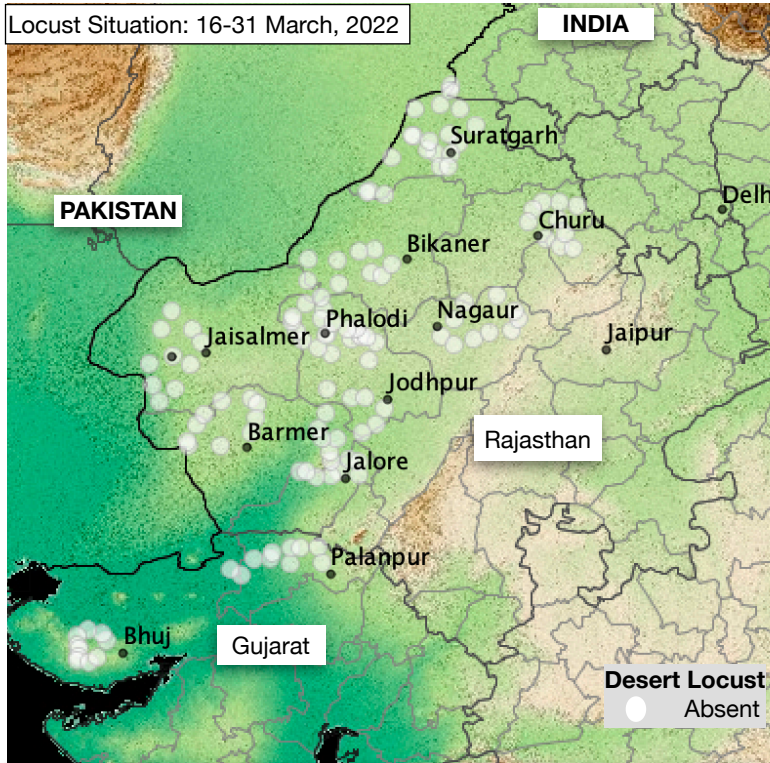 Locust Situation: 16-31 March, 2022
INDIA
Suratgarh
PAKISTAN
Delh
Churu
Bikaner
Nagaur
Phalodi
Jaisalmer
Jaipur
Jodhpur
Barmer
Rajasthan
Jalore
Palanpur
Bhuj
Gujarat
Desert Locust
Absent